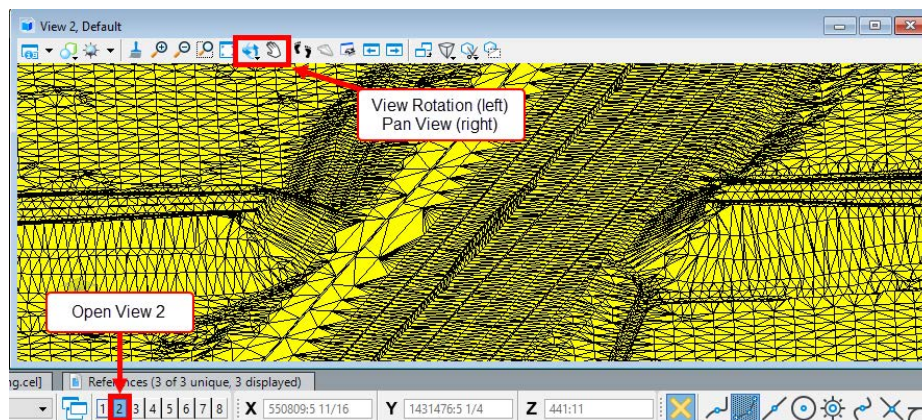 View 2, Default
View Rotation (left)
Pan View (right)
Open View 2
ng.cel]
References (3 of 3 unique, 3 displayed)
1 2 3 4 5 6 7 8 X 550809:5 11/16 Y 1431476:5 1/4 Z 441:11